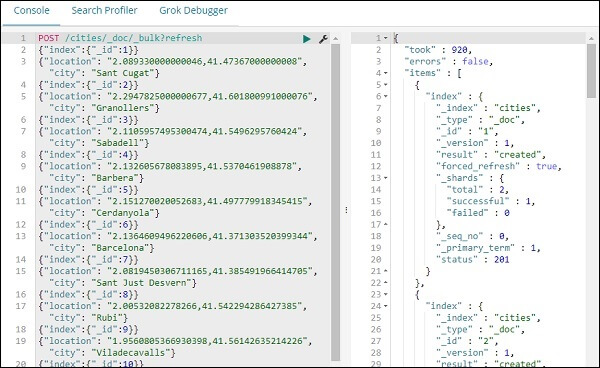 Console Search Profiler Grok Debugger
1 POST /cities/_doc/_bulk?refresh
2 {"index":{"_id":1}}
3 {"location": "2.089330000000046,41.47367000000008",
"city": "Sant Cugat"}
4 {"index":{"_id":2}}
5 {"location": "2.2947825000000677,41.601800991000076",
"city": "Granollers"}
6 {"index":{"_id":3}}
7 {"location": "2.1105957495300474,41.5496295760424",
"city": "Sabadell"}
8 {"index":{"_id":4}}
9 {"location": "2.132605678083895,41.5370461908878",
"city": "Barbera"}
10 {"index":{"_id":5}}
11 {"location": "2.151270020052683,41.497779918345415",
"city": "Cerdanyola"}
12 {"index":{"_id":6}}
13 {"location": "2.1364609496220606,41.371303520399344",
"city": "Barcelona"}
14 {"index":{"_id":7}}
15 {"location": "2.0819450306711165,41.385491966414705",
"city": "Sant Just Desvern"}
16 {"index":{"_id":8}}
17 {"location": "2.00532082278266,41.542294286427385",
"city": "Rubi"}
18 {"index":{"_id":9}}
19 {"location": "1.9560805366930398,41.56142635214226",
"city": "Viladecavalls"}
20 {"index":{"_id":10}}
1 {
2 "took" : 920,
3 "errors" : false,
4 "items" : [
5 {
6 "index" : {
7 "_index" : "cities",
8 "_type" : "_doc",
9 "_id" : "1",
10 "_version" : 1,
11 "result" : "created",
12 "forced_refresh" : true,
13 "_shards" : {
14 "total" : 2,
15 "successful" : 1,
16 "failed" : 0
17 },
18 "_seq_no" : 0,
19 "_primary_term" : 1,
20 "status" : 201
21 }
22 },
23 {
24 "index" : {
25 "_index" : "cities",
26 "_type" : "_doc",
27 "_id" : "2",
28 "_version" : 1,
29 "result" : "created",